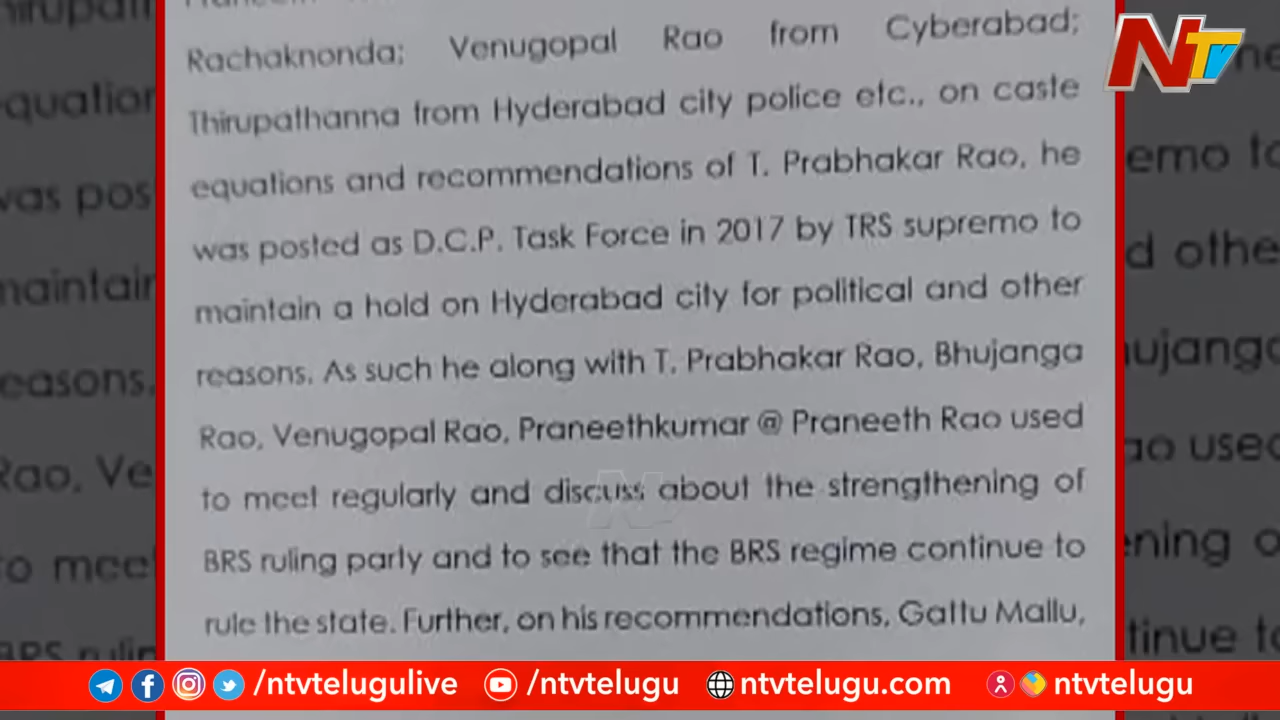 Rachaknonda; Venugopal Rao from Cyberabad;
Thirupathanna from Hyderabad city police etc., on caste
equations and recommendations of T. Prabhakar Rao, he
was posted as D.C.P. Task Force in 2017 by TRS supremo to
maintain a hold on Hyderabad city for political and other
reasons. As such he along with T. Prabhakar Rao, Bhujanga
Rao, Venugopal Rao, Praneethkumar @ Praneeth Rao used
to meet regularly and discuss about the strengthening of
BRS ruling party and to see that the BRS regime continue to
rule the state. Further, on his recommendations, Gattu Mallu,
NTV
/ntvtelugulive
/ntvtelugu
ntvtelugu.com
ntvtelugu